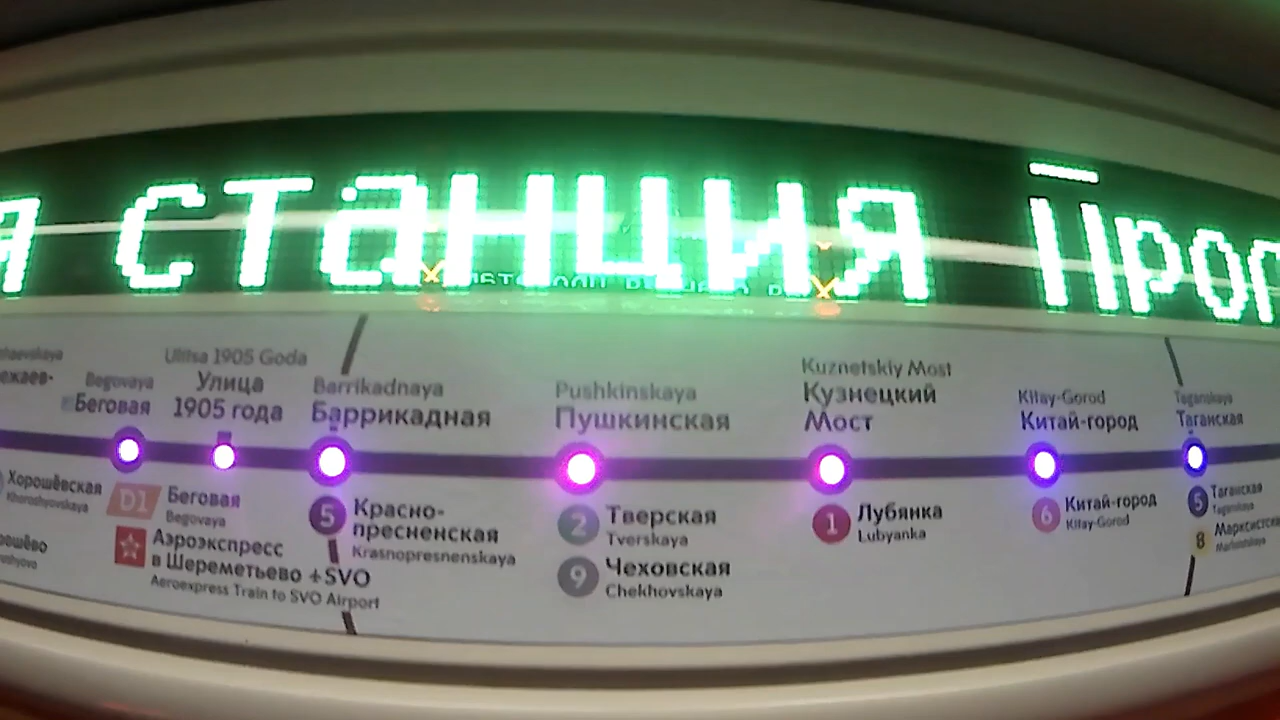 станция
Ulitsa 1905 Goda
Улица
1905 года
Begovaya
Беговая
Barrikadnaya
Баррикадная
Pushkinskaya
Пушкинская
Kuznetskiy Most
Кузнецкий
Мост
Kitay-Gorod
Китай-город
Taganskaya
Таганская
Хорошёвская
Khoroshyovskaya
D1 Беговая
Begovaya
Аэроэкспресс
в Шереметьево +SVO
Aeroexpress Train to SVO Airport
5 Красно-
пресненская
Krasnopresnenskaya
2 Тверская
Tverskaya
9 Чеховская
Chekhovskaya
1 Лубянка
Lubyanka
6 Китай-город
Kitay-Gorod
5 Таганская
Taganskaya
8